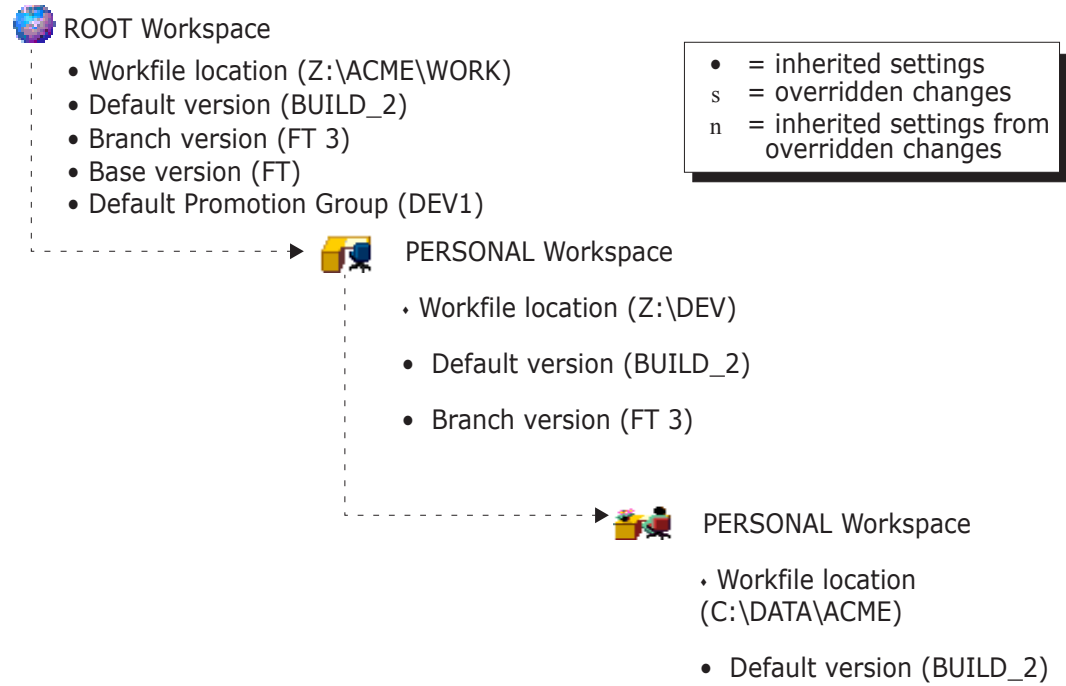 ROOT Workspace
• Workfile location (Z:\ACME\WORK)
• Default version (BUILD_2)
• Branch version (FT 3)
• Base version (FT)
• Default Promotion Group (DEV1)
• = inherited settings
s = overridden changes
n = inherited settings from
overridden changes
PERSONAL Workspace
⬧ Workfile location (Z:\DEV)
• Default version (BUILD_2)
• Branch version (FT 3)
PERSONAL Workspace
⬧ Workfile location
(C:\DATA\ACME)
• Default version (BUILD_2)